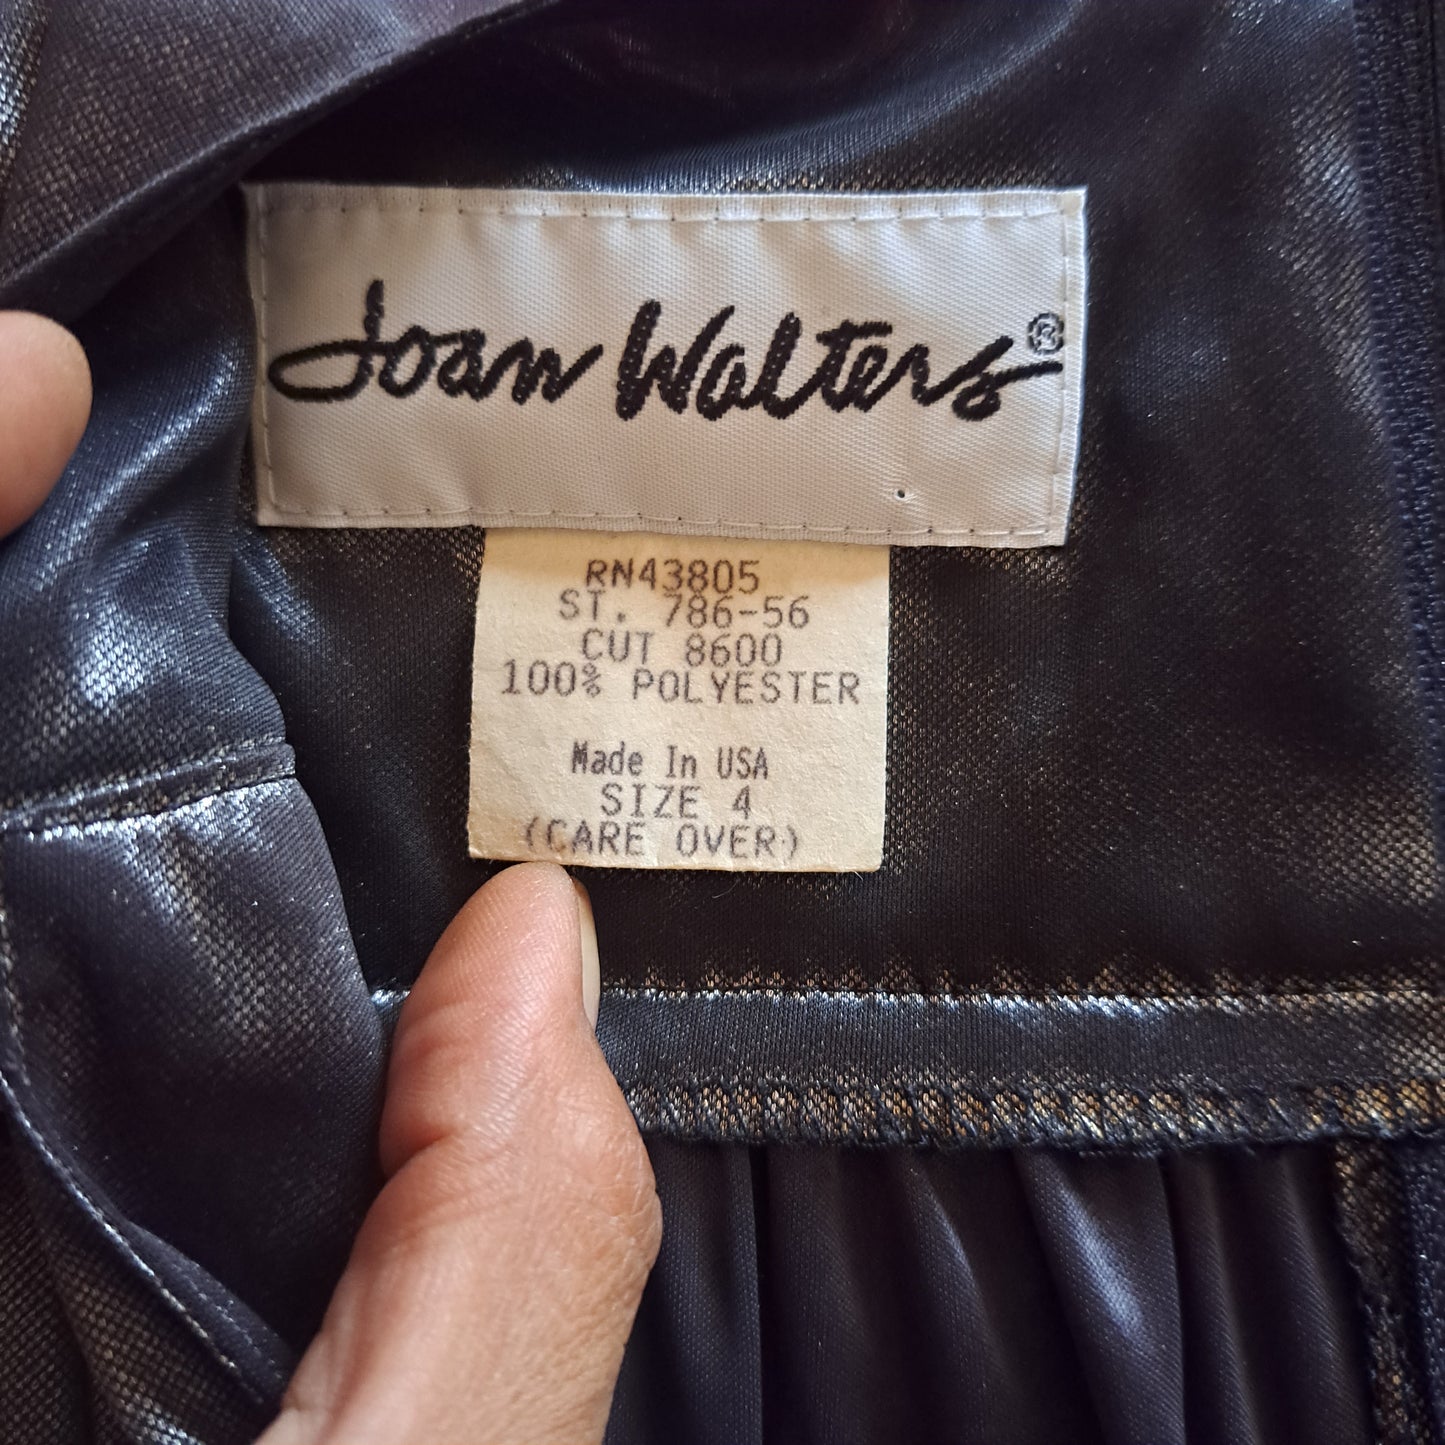 Joan Walters®
RN43805
ST. 786-56
CUT 8600
100% POLYESTER
Made In USA
SIZE 4
(CARE OVER)